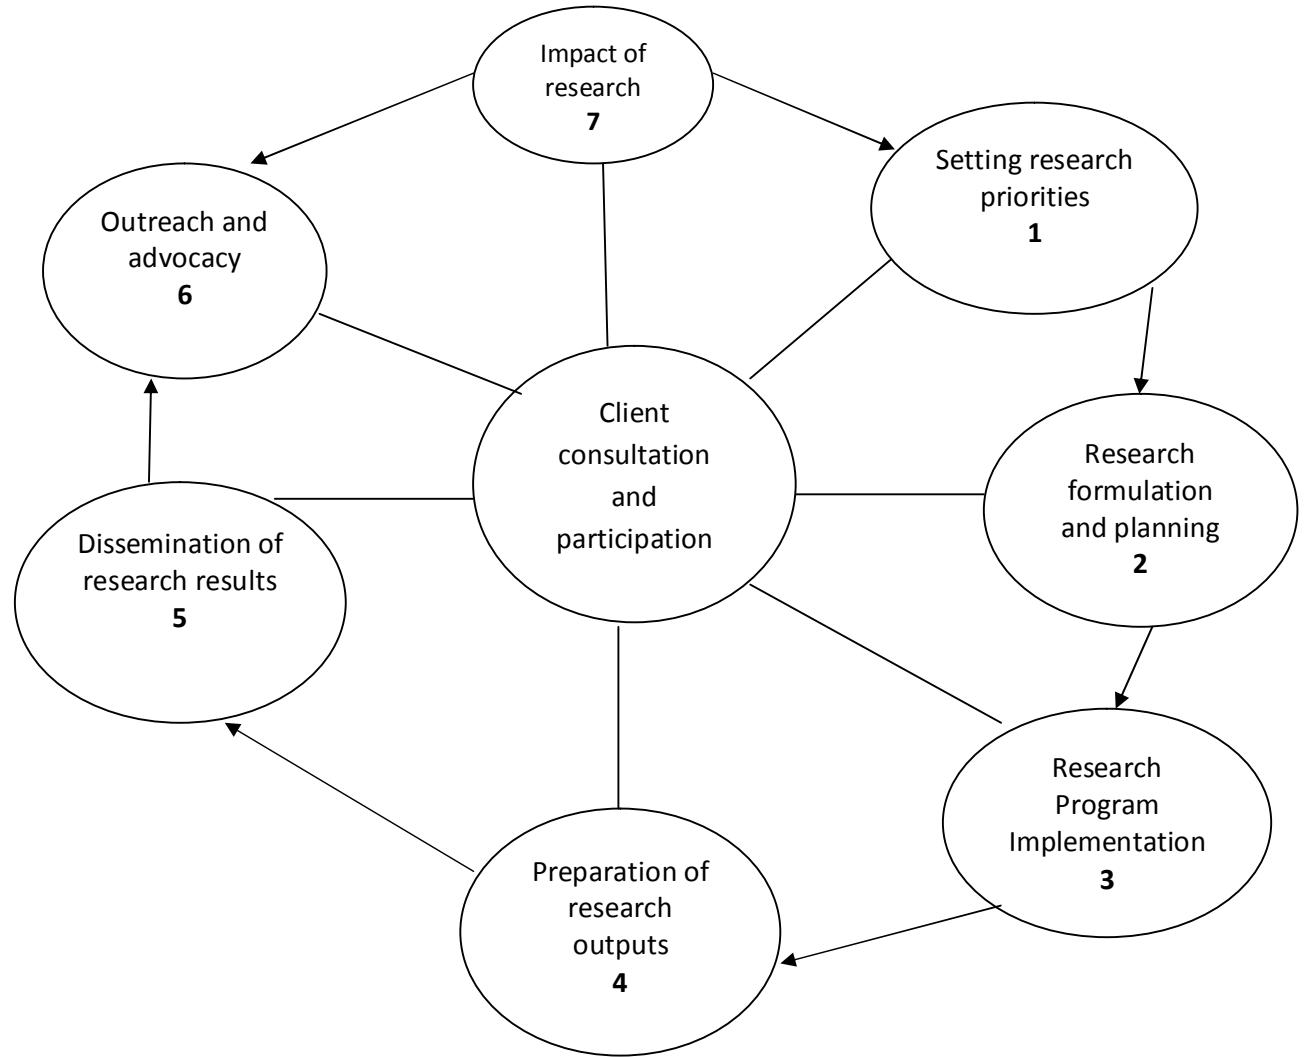 Impact of
research
7
Setting research
priorities
1
Outreach and
advocacy
6
Client
consultation
and
participation
Research
formulation
and planning
2
Dissemination of
research results
5
Research
Program
Implementation
3
Preparation of
research
outputs
4